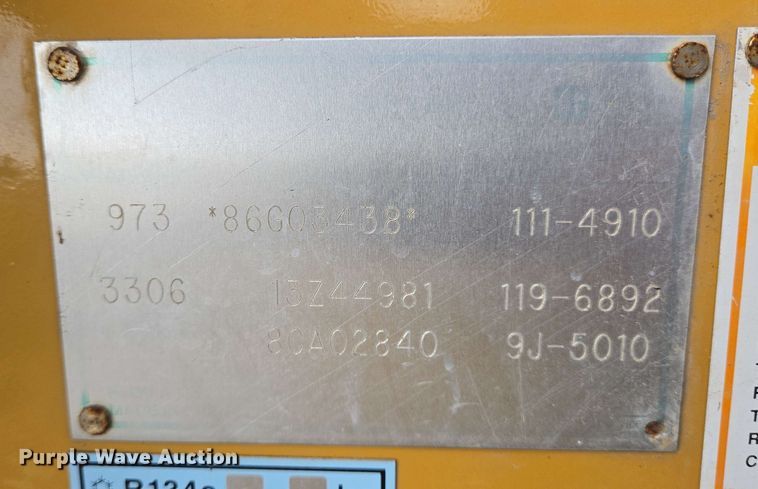 973 *86G03438* 111-4910
3306 13Z44981 119-6892
8CA02840 9J-5010
Purple Wave Auction